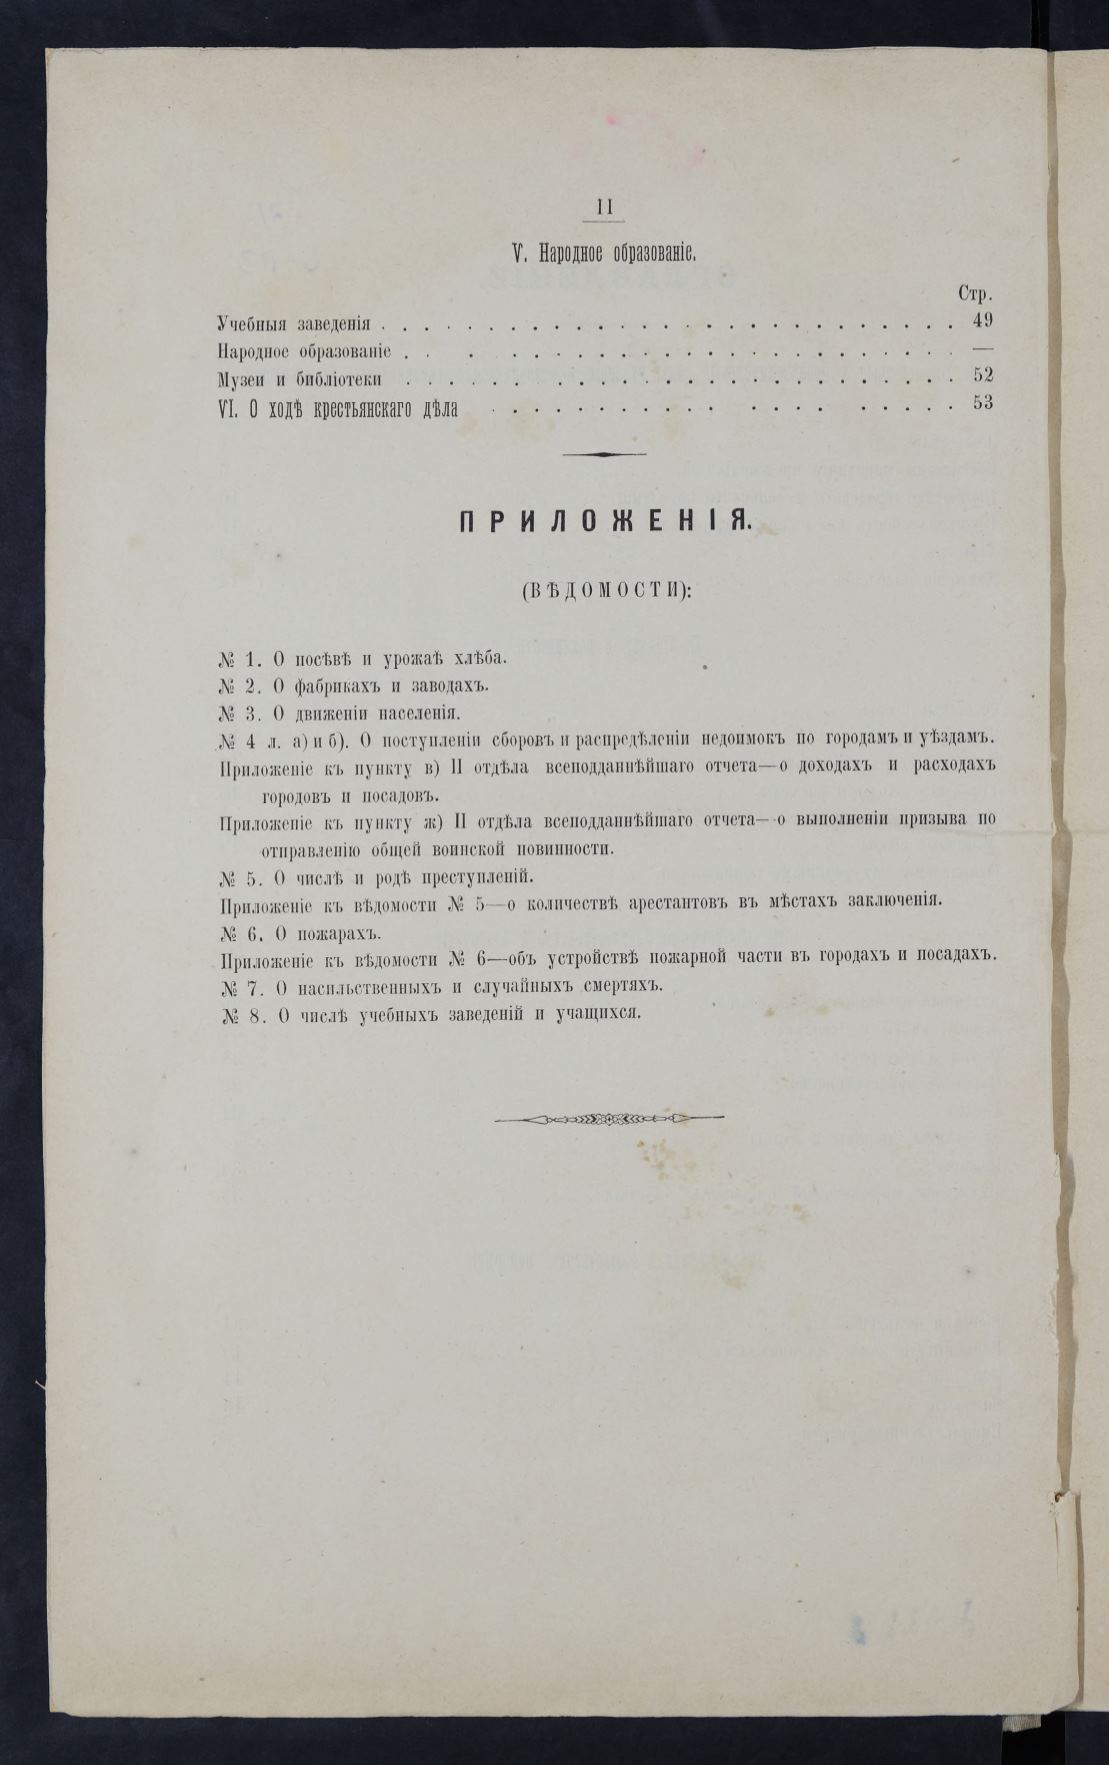 II
V. Народное образованіе.
Стр.
Учебныя заведенія . . . . . . . . . . . . . . . . . . . . . . . . . . . 49
Народное образованіе . . . . . . . . . . . . . . . . . . . . . . . . . —
Музеи и библіотеки . . . . . . . . . . . . . . . . . . . . . . . . . . 52
VI. О ходѣ крестьянскаго дѣла . . . . . . . . . . . . . . . . . . . . . 53
ПРИЛОЖЕНІЯ.
(ВѢДОМОСТИ):
№ 1. О посѣвѣ и урожаѣ хлѣба.
№ 2. О фабрикахъ и заводахъ.
№ 3. О движеніи населенія.
№ 4 л. а) и б). О поступленіи сборовъ и распредѣленіи недоимокъ по городамъ и уѣздамъ.
Приложеніе къ пункту в) II отдѣла всеподданнѣйшаго отчета—о доходахъ и расходахъ
городовъ и посадовъ.
Приложеніе къ пункту ж) II отдѣла всеподданнѣйшаго отчета—о выполненіи призыва по
отправленію общей воинской повинности.
№ 5. О числѣ и родѣ преступленій.
Приложеніе къ вѣдомости № 5—о количествѣ арестантовъ въ мѣстахъ заключенія.
№ 6. О пожарахъ.
Приложеніе къ вѣдомости № 6—объ устройствѣ пожарной части въ городахъ и посадахъ.
№ 7. О насильственныхъ и случайныхъ смертяхъ.
№ 8. О числѣ учебныхъ заведеній и учащихся.